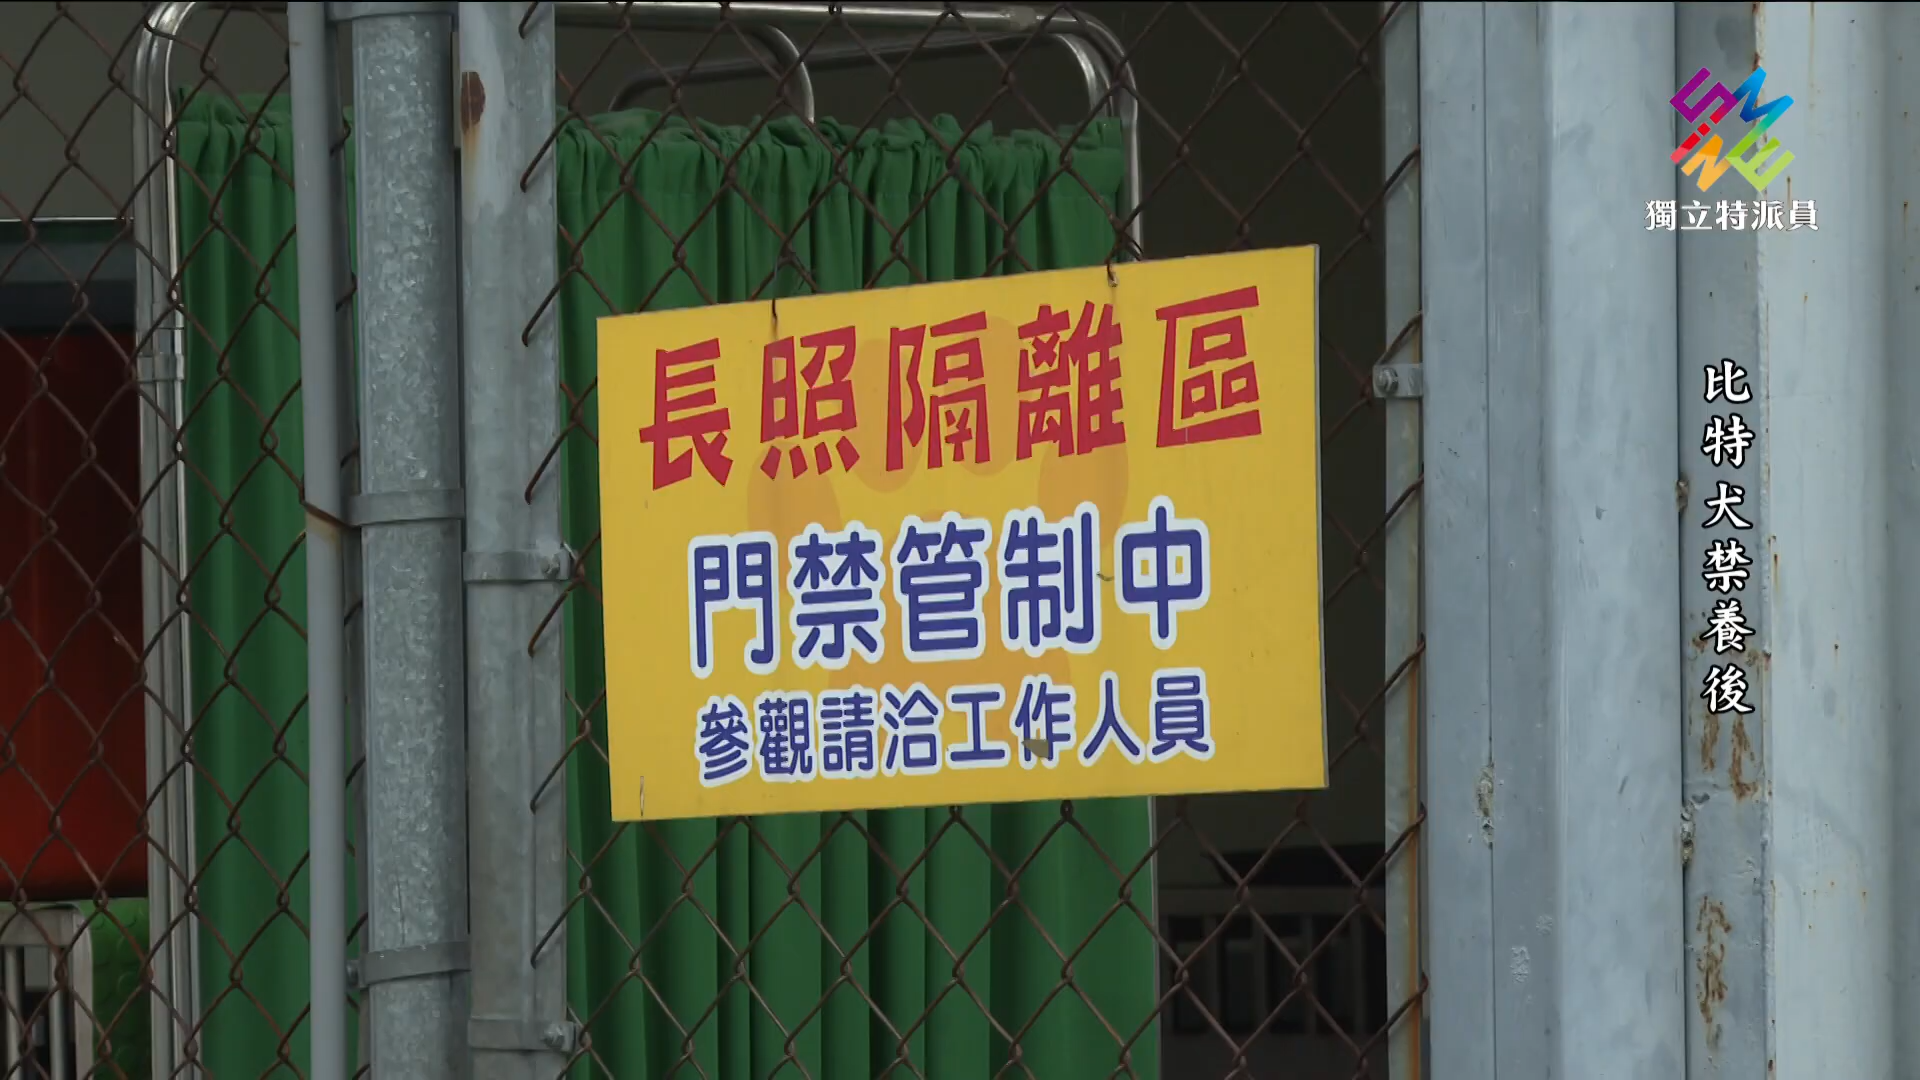 長照隔離區
門禁管制中
參觀請洽工作人員
獨立特派員
比特犬禁養後